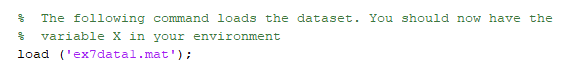 %  The following command loads the dataset. You should now have the
%  variable X in your environment
load ('ex7data1.mat');